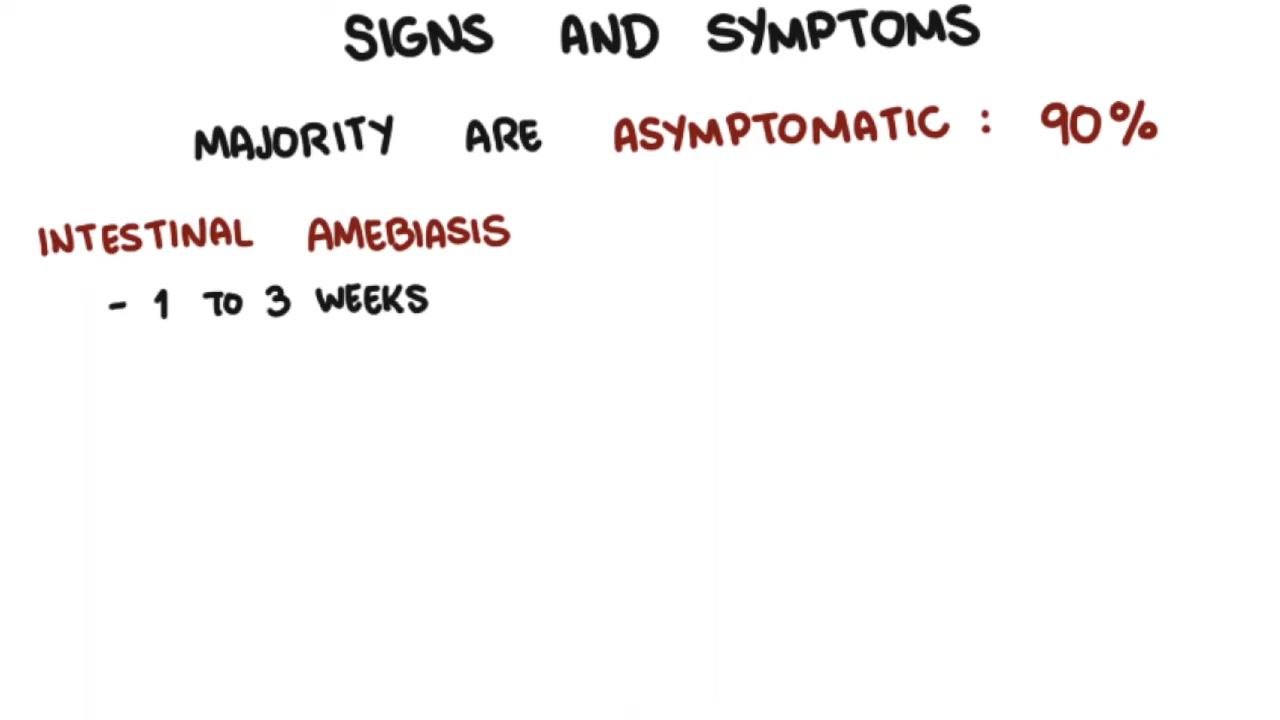 SIGNS AND SYMPTOMS
MAJORITY ARE ASYMPTOMATIC : 90%
INTESTINAL AMEBIASIS
- 1 TO 3 WEEKS